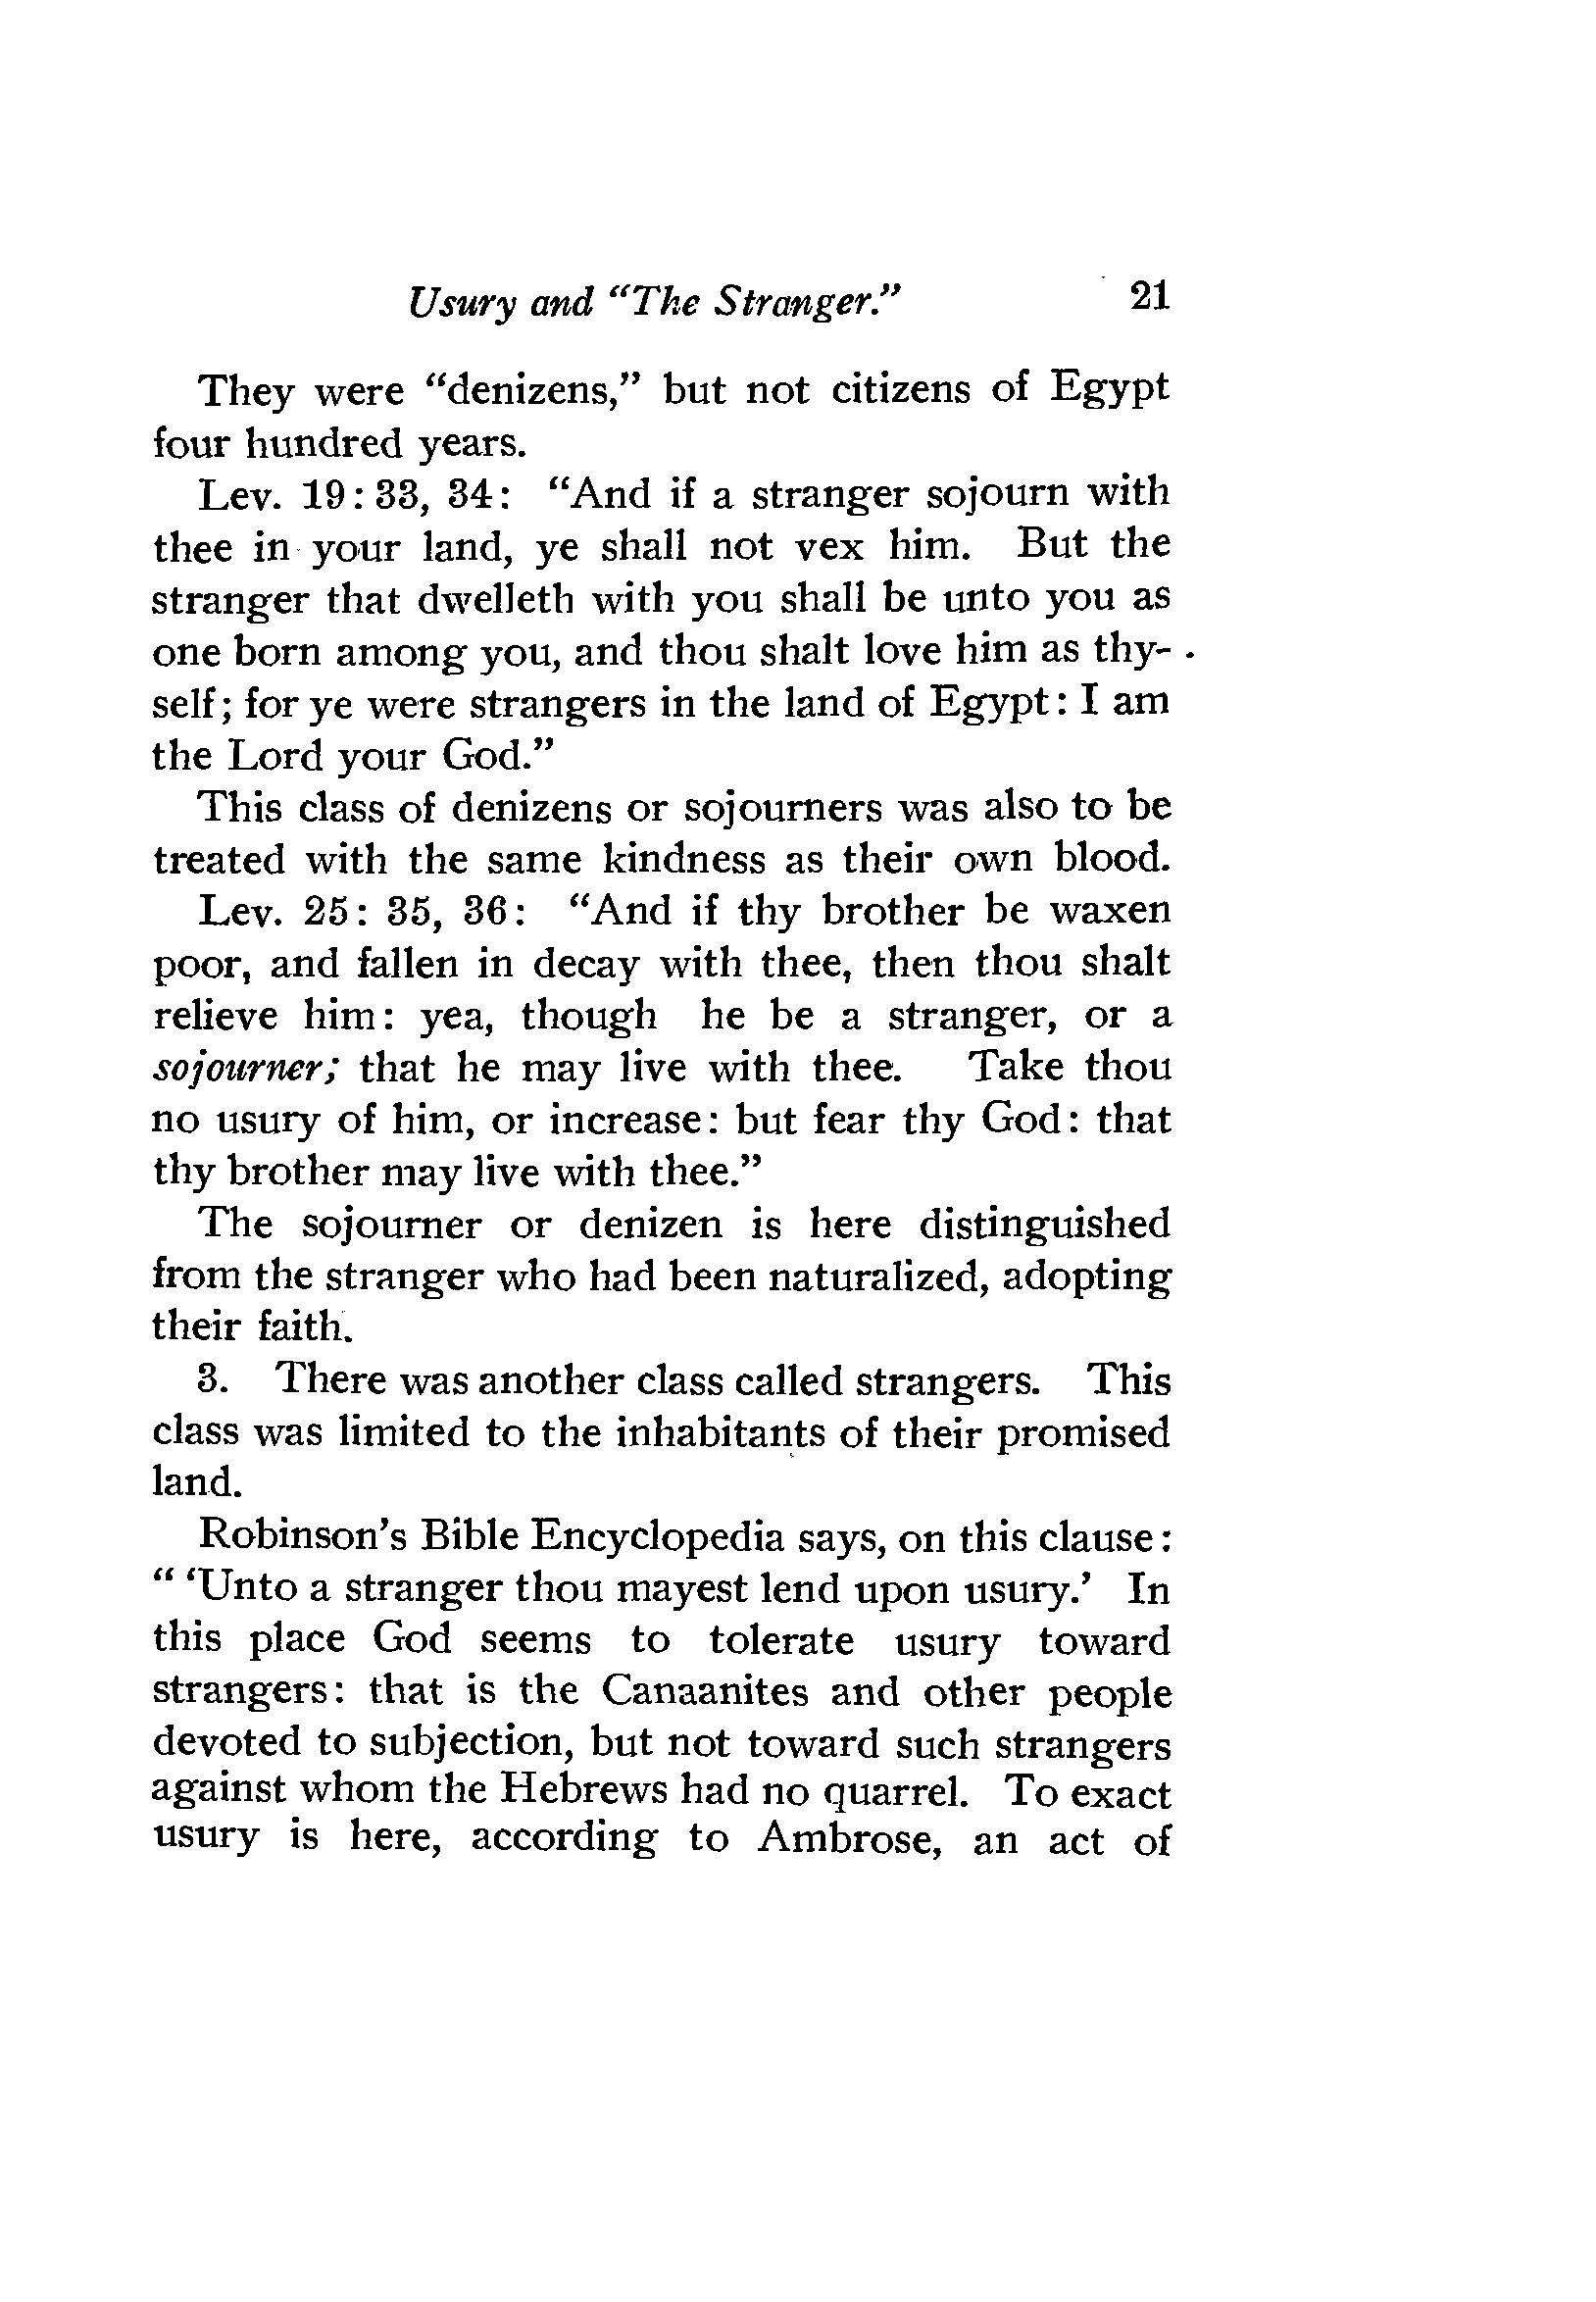 Usury and “The Stranger.” 21
They were “denizens,” but not citizens of Egypt
four hundred years.
Lev. 19:33, 34: “And if a stranger sojourn with
thee in your land, ye shall not vex him. But the
stranger that dwelleth with you shall be unto you as
one born among you, and thou shalt love him as thy-
self; for ye were strangers in the land of Egypt: I am
the Lord your God.”
This class of denizens or sojourners was also to be
treated with the same kindness as their own blood.
Lev. 25: 35, 36: “And if thy brother be waxen
poor, and fallen in decay with thee, then thou shalt
relieve him: yea, though he be a stranger, or a
sojourner; that he may live with thee. Take thou
no usury of him, or increase: but fear thy God: that
thy brother may live with thee.”
The sojourner or denizen is here distinguished
from the stranger who had been naturalized, adopting
their faith.
3. There was another class called strangers. This
class was limited to the inhabitants of their promised
land.
Robinson’s Bible Encyclopedia says, on this clause:
“ ‘Unto a stranger thou mayest lend upon usury.’ In
this place God seems to tolerate usury toward
strangers: that is the Canaanites and other people
devoted to subjection, but not toward such strangers
against whom the Hebrews had no quarrel. To exact
usury is here, according to Ambrose, an act of